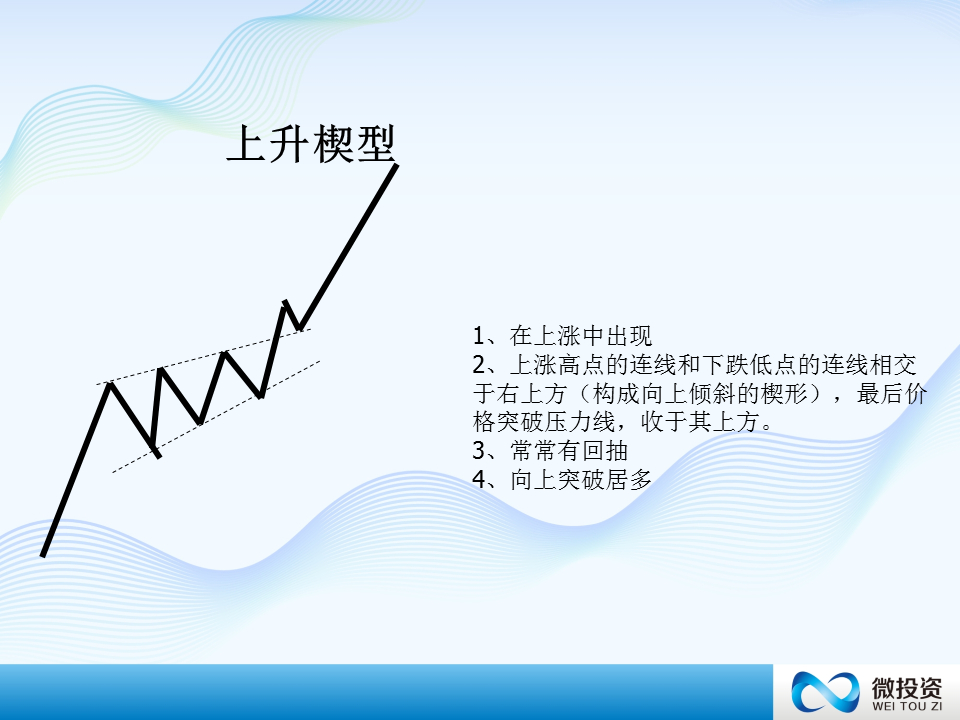 上升楔型
1、在上涨中出现
2、上涨高点的连线和下跌低点的连线相交
于右上方（构成向上倾斜的楔形），最后价
格突破压力线，收于其上方。
3、常常有回抽
4、向上突破居多
微投资
WEI TOU ZI